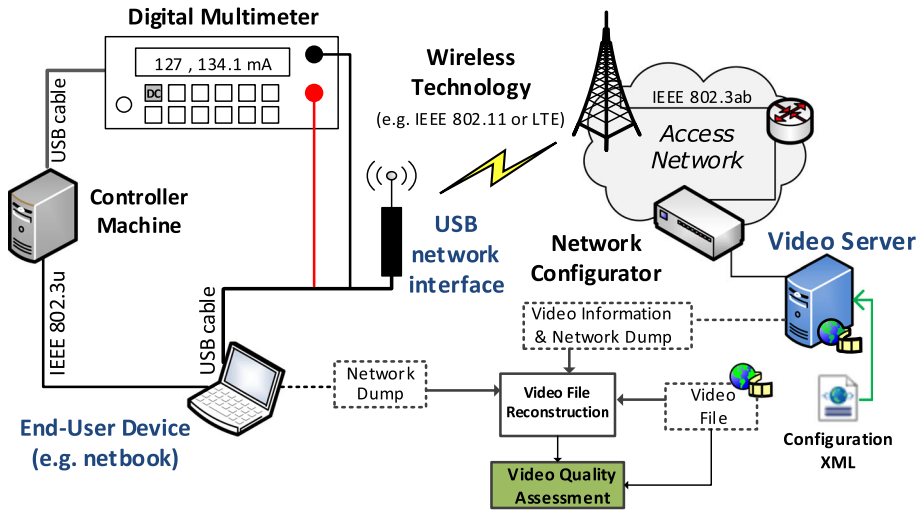 Digital Multimeter
127 , 134.1 mA
DC
USB cable
Controller
Machine
IEEE 802.3u
USB cable
Wireless
Technology
(e.g. IEEE 802.11 or LTE)
USB
network
interface
IEEE 802.3ab
Access
Network
Network
Configurator
Video Server
Video Information
& Network Dump
Network
Dump
Video File
Reconstruction
Video
File
End-User Device
(e.g. netbook)
Video Quality
Assessment
Configuration
XML